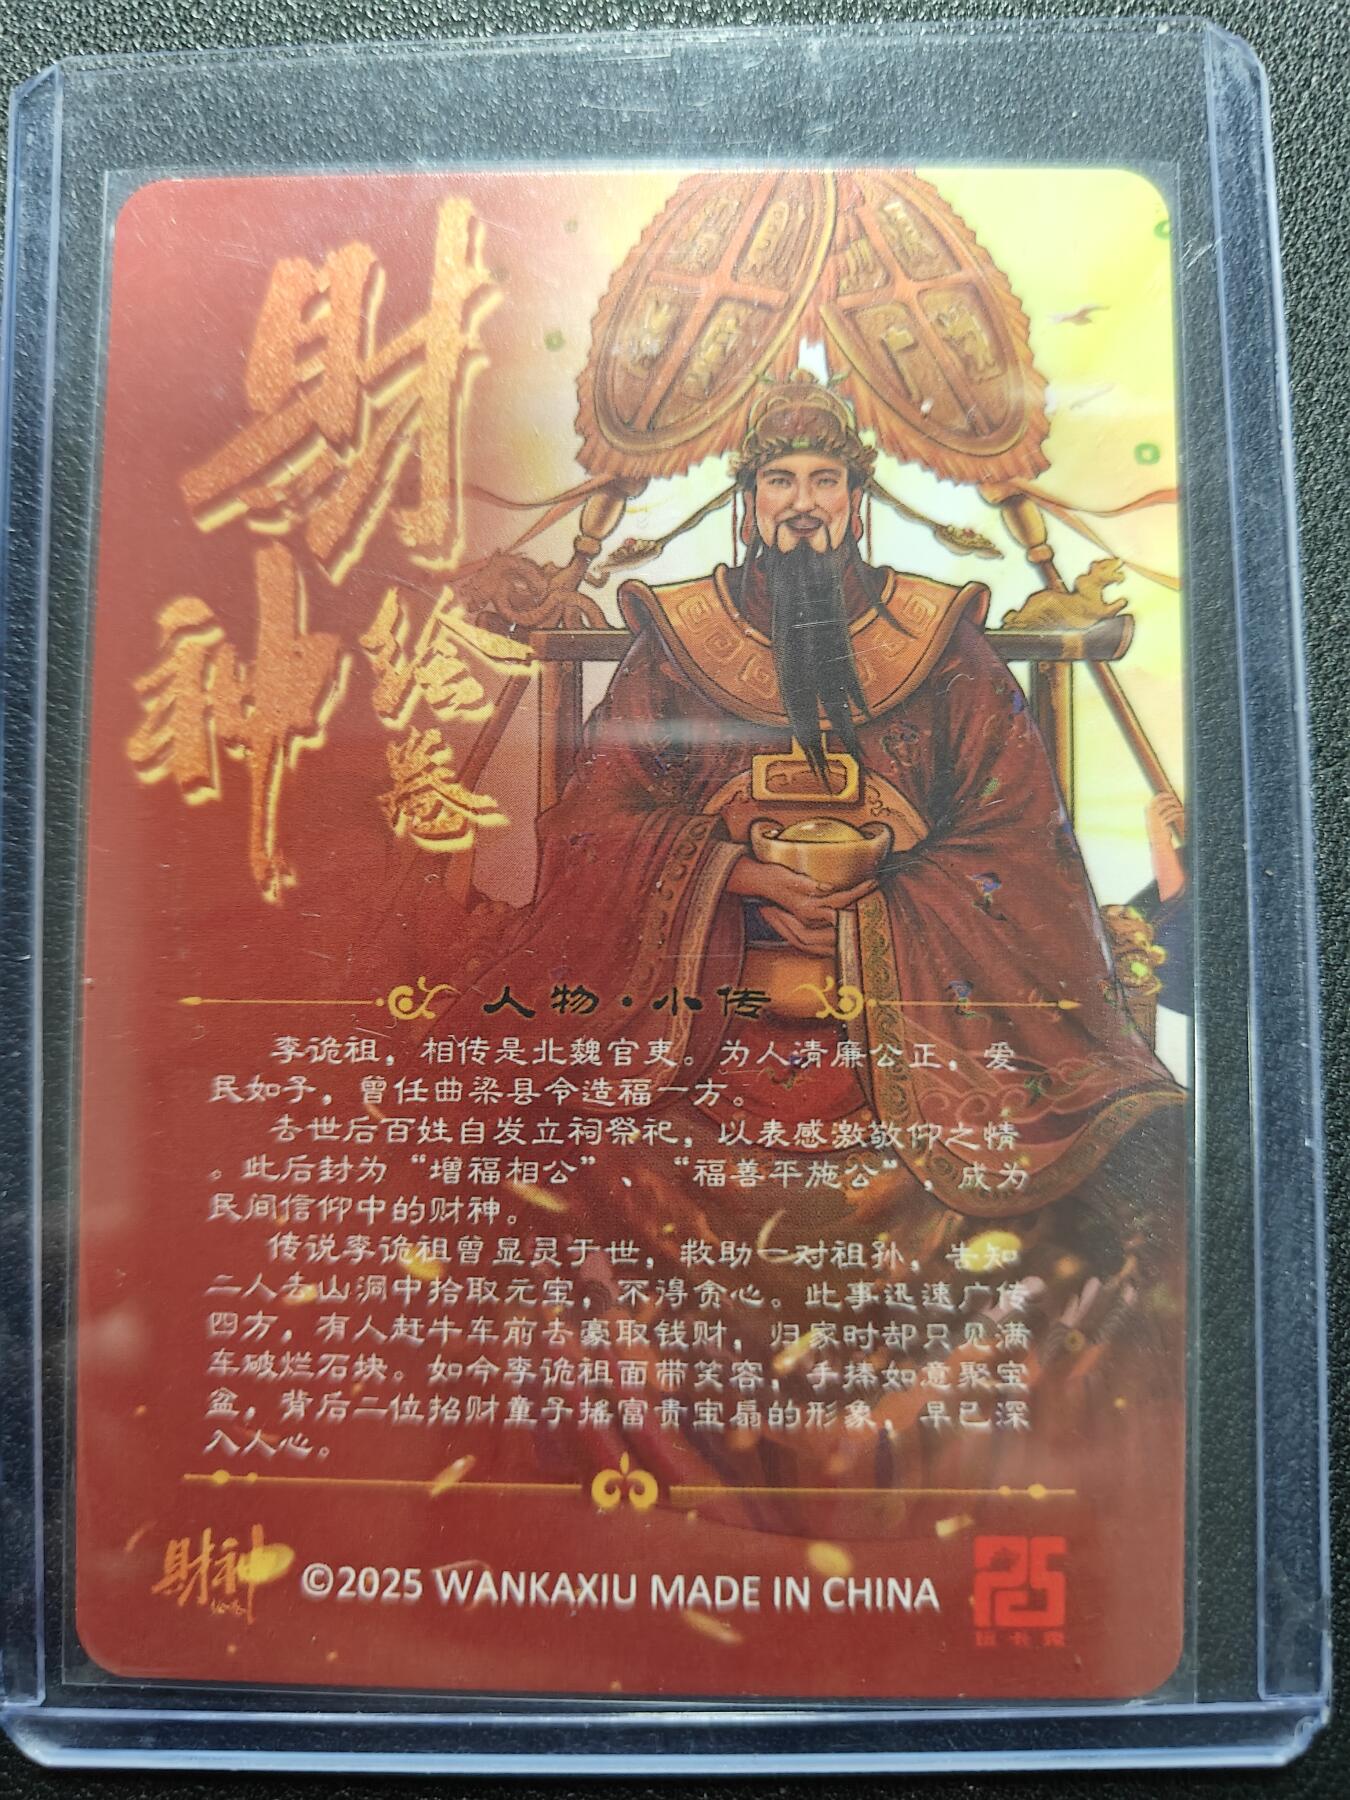 財神
绘卷
人物·小传
李诡祖，相传是北魏官吏。为人清廉公正，爱
民如子，曾任曲梁县令造福一方。
去世后百姓自发立祠祭祀，以表感激敬仰之情
。此后封为“增福相公”、“福善平施公”，成为
民间信仰中的财神。
传说李诡祖曾显灵于世，救助一对祖孙，告知
二人去山洞中拾取元宝，不得贪心。此事迅速广传
四方，有人赶牛车前去豪取钱财，归家时却只见满
车破烂石块。如今李诡祖面带笑容，手捧如意聚宝
盆，背后二位招财童子摇富贵宝扇的形象，早已深
入人心。
財神
©2025 WANKAXIU MADE IN CHINA